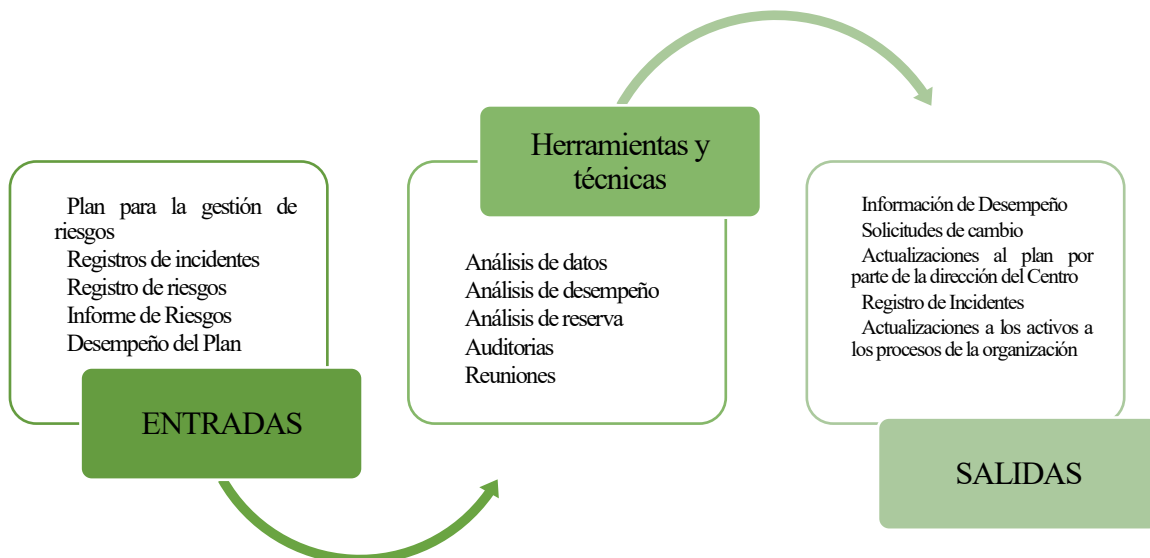 Plan para la gestión de
riesgos
Registros de incidentes
Registro de riesgos
Informe de Riesgos
Desempeño del Plan
ENTRADAS
Herramientas y
técnicas
Análisis de datos
Análisis de desempeño
Análisis de reserva
Auditorias
Reuniones
Información de Desempeño
Solicitudes de cambio
Actualizaciones al plan por
parte de la dirección del Centro
Registro de Incidentes
Actualizaciones a los activos a
los procesos de la organización
SALIDAS